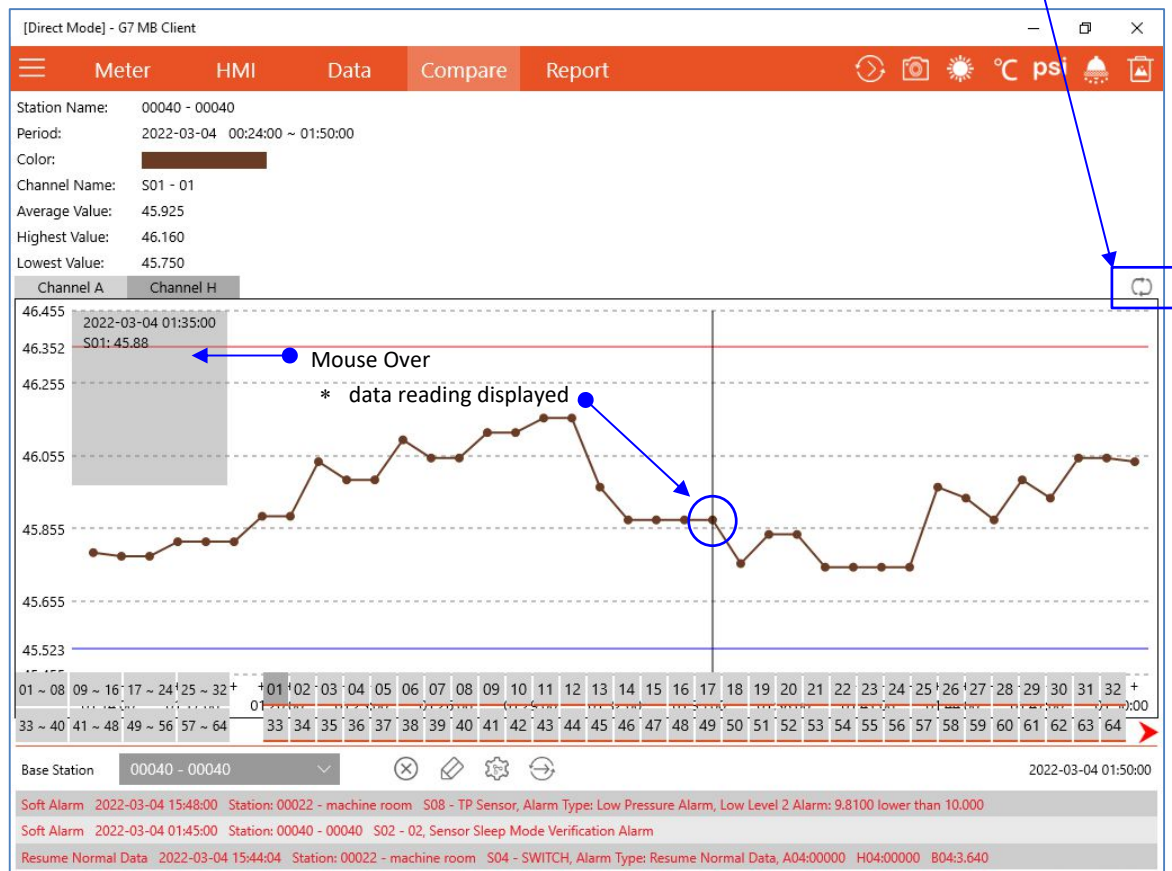 [Direct Mode] - G7 MB Client
Meter HMI Data Compare Report °C psi
Station Name: 00040 - 00040
Period: 2022-03-04 00:24:00 ~ 01:50:00
Color:
Channel Name: S01 - 01
Average Value: 45.925
Highest Value: 46.160
Lowest Value: 45.750
Channel A Channel H
46.455
2022-03-04 01:35:00
S01: 45.88
46.352
Mouse Over
46.255
* data reading displayed
46.055
45.855
45.655
45.523
01 ~ 08 09 ~ 16 17 ~ 24 25 ~ 32 + + 01 02 03 04 05 06 07 08 09 10 11 12 13 14 15 16 17 18 19 20 21 22 23 24 25 26 27 28 29 30 31 32 +
33 ~ 40 41 ~ 48 49 ~ 56 57 ~ 64 33 34 35 36 37 38 39 40 41 42 43 44 45 46 47 48 49 50 51 52 53 54 55 56 57 58 59 60 61 62 63 64
Base Station 00040 - 00040 2022-03-04 01:50:00
Soft Alarm 2022-03-04 15:48:00 Station: 00022 - machine room S08 - TP Sensor, Alarm Type: Low Pressure Alarm, Low Level 2 Alarm: 9.8100 lower than 10.000
Soft Alarm 2022-03-04 01:45:00 Station: 00040 - 00040 S02 - 02, Sensor Sleep Mode Verification Alarm
Resume Normal Data 2022-03-04 15:44:04 Station: 00022 - machine room S04 - SWITCH, Alarm Type: Resume Normal Data, A04:00000 H04:00000 B04:3.640